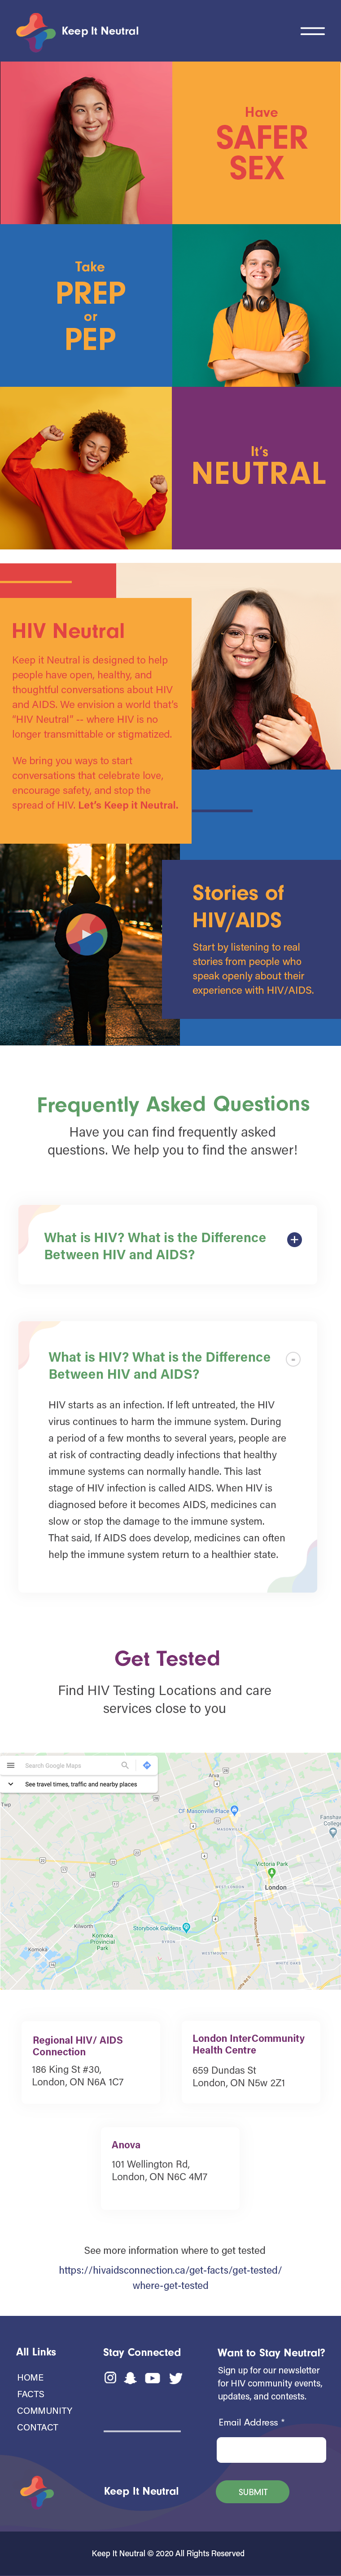 Keep It Neutral
Have
SAFER
SEX
Take
PREP
or
PEP
It's
NEUTRAL
HIV Neutral
Keep it Neutral is designed to help
people have open, healthy, and
thoughtful conversations about HIV
and AIDS. We envision a world that's
"HIV Neutral" -- where HIV is no
longer transmittable or stigmatized.
We bring you ways to start
conversations that celebrate love,
encourage safety, and stop the
spread of HIV. Let's Keep it Neutral.
Stories of
HIV/AIDS
Start by listening to real
stories from people who
speak openly about their
experience with HIV/AIDS.
Frequently Asked Questions
Have you can find frequently asked
questions. We help you to find the answer!
What is HIV? What is the Difference
Between HIV and AIDS?
What is HIV? What is the Difference
Between HIV and AIDS?
HIV starts as an infection. If left untreated, the HIV
virus continues to harm the immune system. During
a period of a few months to several years, people are
at risk of contracting deadly infections that healthy
immune systems can normally handle. This last
stage of HIV infection is called AIDS. When HIV is
diagnosed before it becomes AIDS, medicines can
slow or stop the damage to the immune system.
That said, If AIDS does develop, medicines can often
help the immune system return to a healthier state.
Get Tested
Find HIV Testing Locations and care
services close to you
Search Google Maps
See travel times, traffic and nearby places
Arva
Twp
CF Masonville Place
MASONVILLE
Fanshaw
College
Victoria Park
London
WEST LONDON
Kilworth
Komoka
Provincial
Park
Komoka
Storybook Gardens
BYRON
WESTMOUNT
WHITE OAKS
Regional HIV/ AIDS
Connection
186 King St #30,
London, ON N6A 1C7
London InterCommunity
Health Centre
659 Dundas St
London, ON N5w 2Z1
Anova
101 Wellington Rd,
London, ON N6C 4M7
See more information where to get tested
https://hivaidsconnection.ca/get-facts/get-tested/
where-get-tested
All Links
HOME
FACTS
COMMUNITY
CONTACT
Stay Connected
Keep It Neutral
Want to Stay Neutral?
Sign up for our newsletter
for HIV community events,
updates, and contests.
Email Address *
SUBMIT
Keep It Neutral © 2020 All Rights Reserved